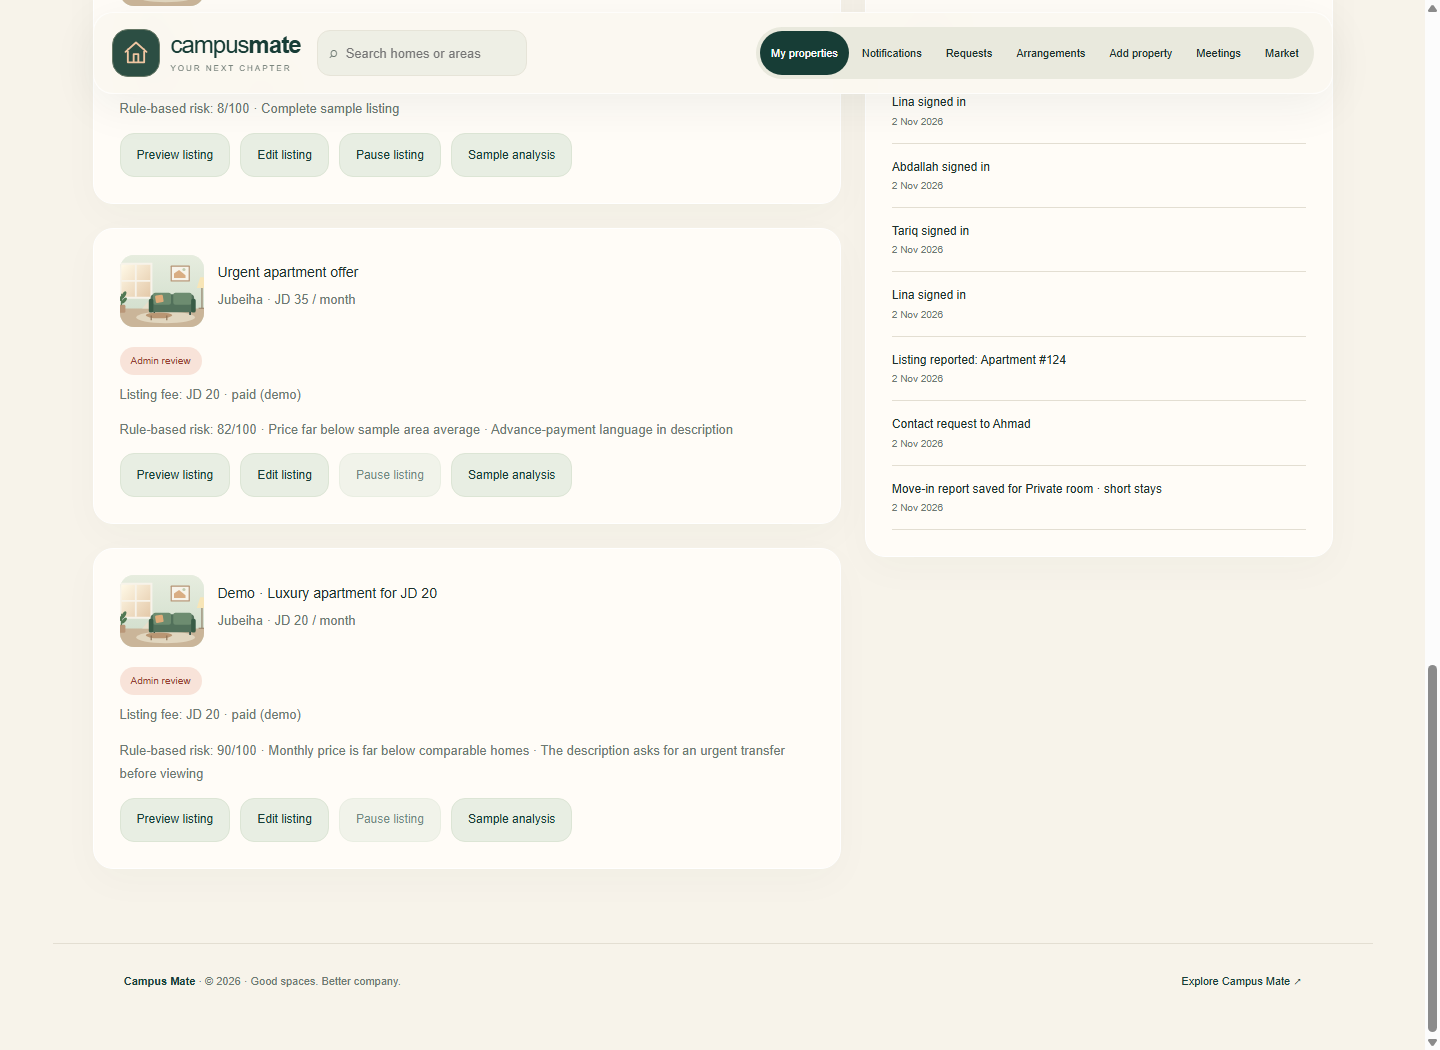 campusmate
YOUR NEXT CHAPTER
Search homes or areas
My properties
Notifications
Requests
Arrangements
Add property
Meetings
Market
Rule-based risk: 8/100 · Complete sample listing
Preview listing
Edit listing
Pause listing
Sample analysis
Urgent apartment offer
Jubeiha · JD 35 / month
Admin review
Listing fee: JD 20 · paid (demo)
Rule-based risk: 82/100 · Price far below sample area average · Advance-payment language in description
Preview listing
Edit listing
Pause listing
Sample analysis
Demo · Luxury apartment for JD 20
Jubeiha · JD 20 / month
Admin review
Listing fee: JD 20 · paid (demo)
Rule-based risk: 90/100 · Monthly price is far below comparable homes · The description asks for an urgent transfer
before viewing
Preview listing
Edit listing
Pause listing
Sample analysis
Lina signed in
2 Nov 2026
Abdallah signed in
2 Nov 2026
Tariq signed in
2 Nov 2026
Lina signed in
2 Nov 2026
Listing reported: Apartment #124
2 Nov 2026
Contact request to Ahmad
2 Nov 2026
Move-in report saved for Private room · short stays
2 Nov 2026
Campus Mate · © 2026 · Good spaces. Better company.
Explore Campus Mate ↗